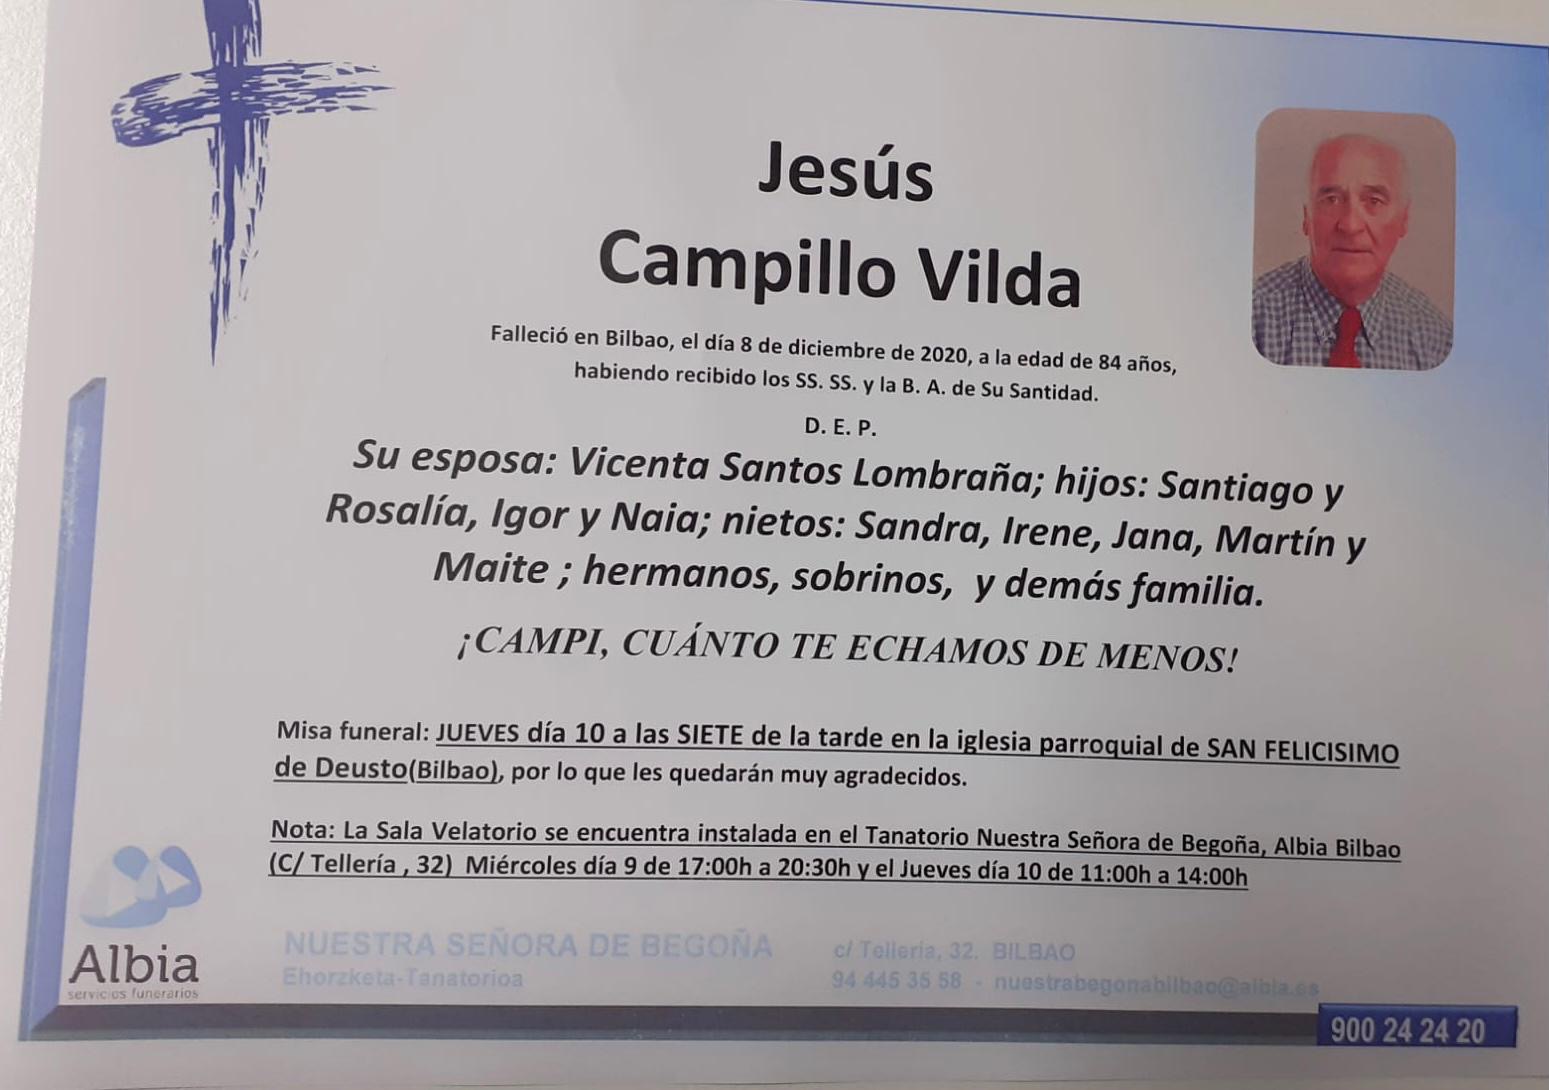 Jesús
Campillo Vilda
Falleció en Bilbao, el día 8 de diciembre de 2020, a la edad de 84 años,
habiendo recibido los SS. SS. y la B. A. de Su Santidad.
D. E. P.
Su esposa: Vicenta Santos Lombraña; hijos: Santiago y
Rosalía, Igor y Naia; nietos: Sandra, Irene, Jana, Martín y
Maite ; hermanos, sobrinos, y demás familia.
¡CAMPI, CUÁNTO TE ECHAMOS DE MENOS!
Misa funeral: JUEVES día 10 a las SIETE de la tarde en la iglesia parroquial de SAN FELICISIMO
de Deusto(Bilbao), por lo que les quedarán muy agradecidos.
Nota: La Sala Velatorio se encuentra instalada en el Tanatorio Nuestra Señora de Begoña, Albia Bilbao
(C/ Tellería , 32) Miércoles día 9 de 17:00h a 20:30h y el Jueves día 10 de 11:00h a 14:00h
Albia
servicios funerarios
NUESTRA SEÑORA DE BEGOÑA
Ehorzketa-Tanatorioa
c/ Telleria, 32. BILBAO
94 445 35 58 - nuestrabegonabilbao@albia.es
900 24 24 20